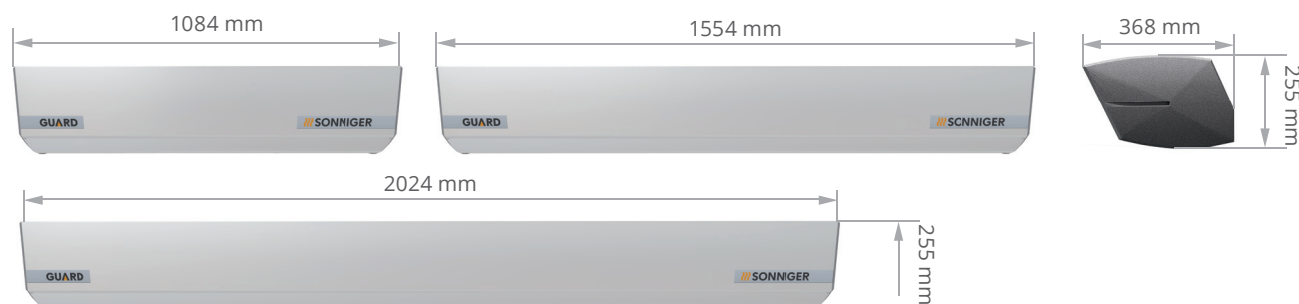 1084 mm
1554 mm
368 mm
255 mm
GUARD
SONNIGER
GUARD
SCNNIGER
2024 mm
255 mm
GUARD
SONNIGER